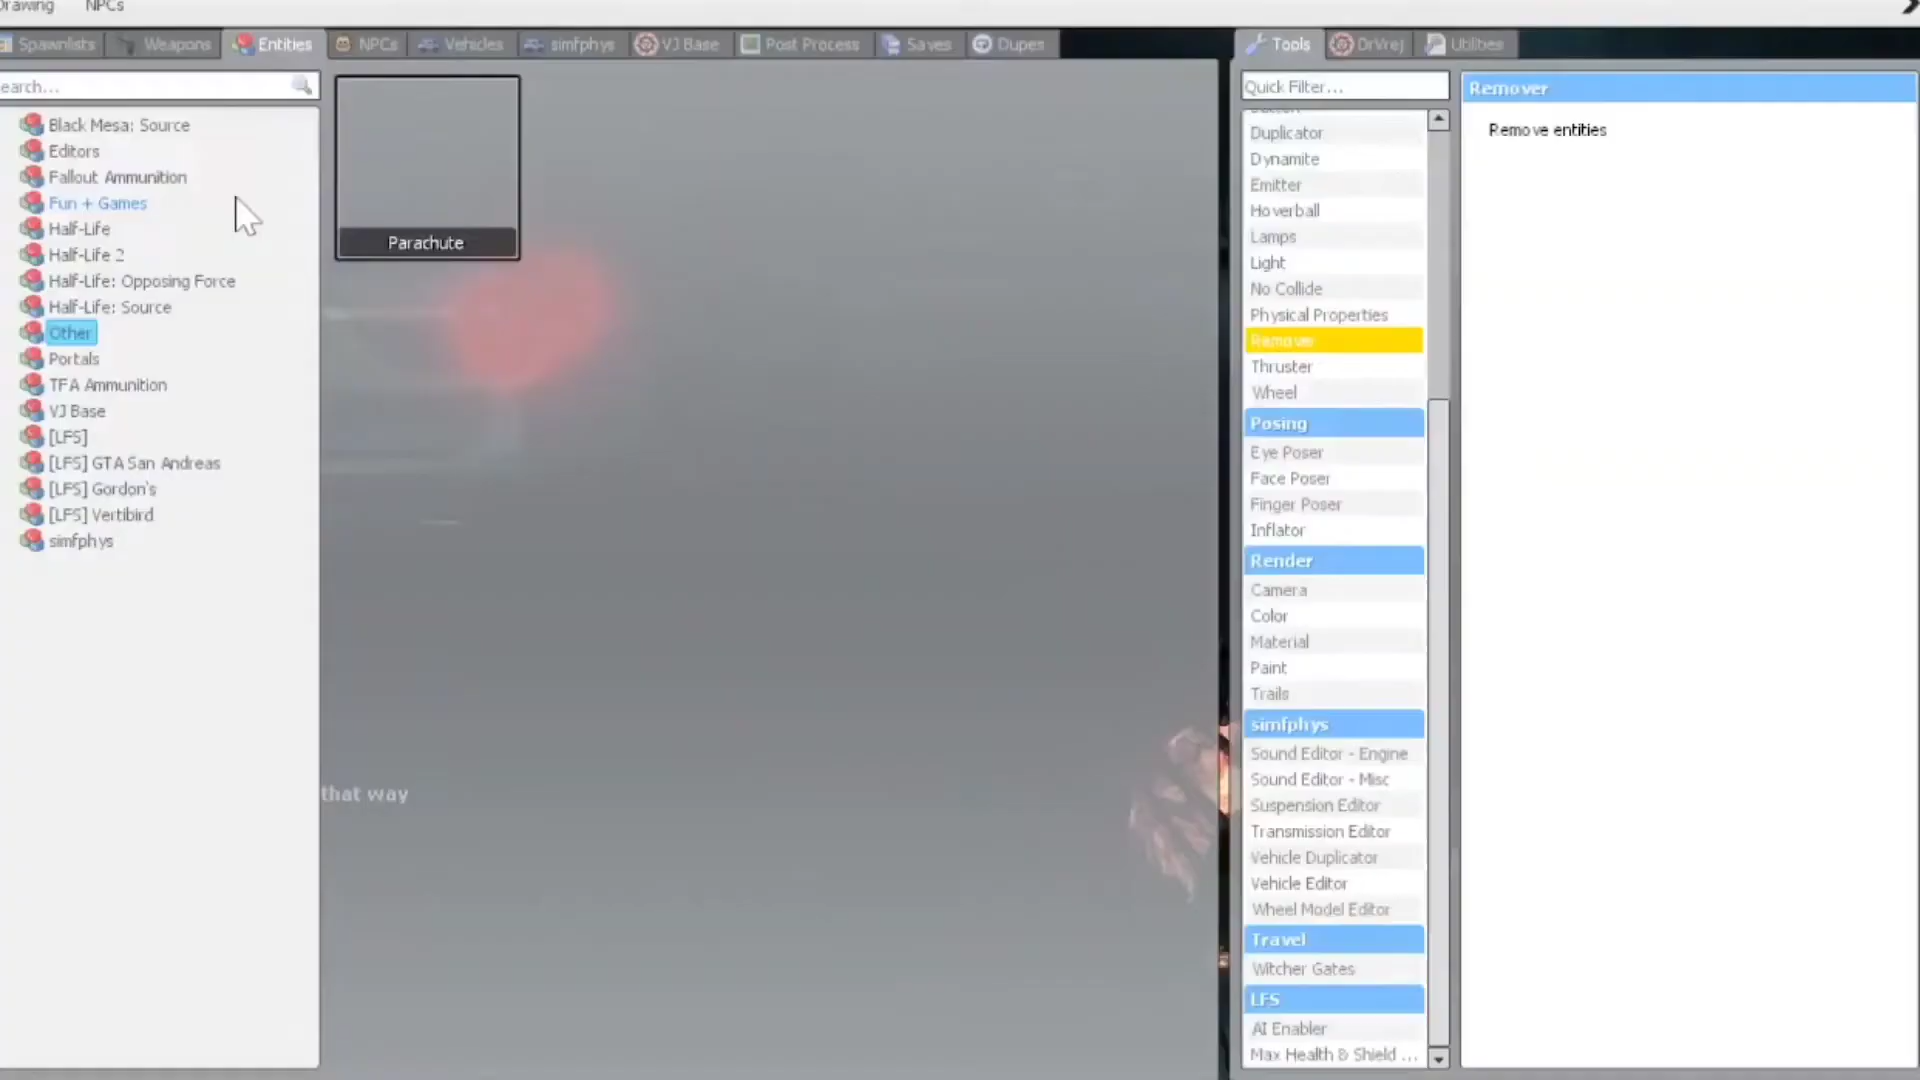 Drawing NPCs
Spawnlists Weapons Entities NPCs Vehicles simfphys VJ Base Post Process Saves Dupes
Tools DrVrej Utilities
earch...
Black Mesa: Source
Editors
Fallout Ammunition
Fun + Games
Half-Life
Half-Life 2
Half-Life: Opposing Force
Half-Life: Source
Other
Portals
TFA Ammunition
VJ Base
[LFS]
[LFS] GTA San Andreas
[LFS] Gordon's
[LFS] Vertibird
simfphys
Parachute
that way
Quick Filter...
Button
Duplicator
Dynamite
Emitter
Hoverball
Lamps
Light
No Collide
Physical Properties
Remover
Thruster
Wheel
Posing
Eye Poser
Face Poser
Finger Poser
Inflator
Render
Camera
Color
Material
Paint
Trails
simfphys
Sound Editor - Engine
Sound Editor - Misc
Suspension Editor
Transmission Editor
Vehicle Duplicator
Vehicle Editor
Wheel Model Editor
Travel
Witcher Gates
LFS
AI Enabler
Max Health & Shield ...
Remover
Remove entities